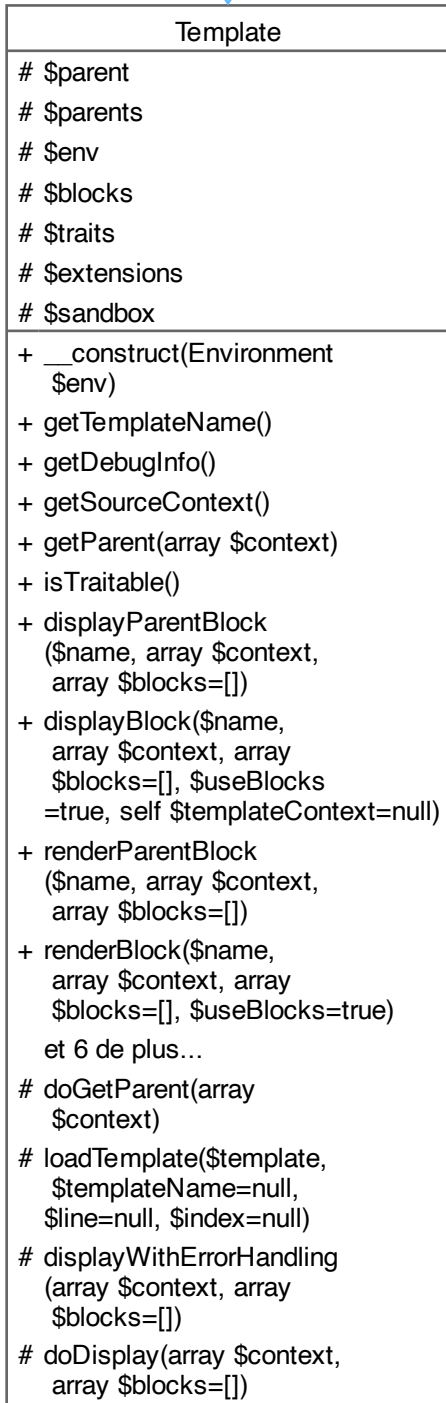 Template
# $parent
# $parents
# $env
# $blocks
# $traits
# $extensions
# $sandbox
+ __construct(Environment
$env)
+ getTemplateName()
+ getDebugInfo()
+ getSourceContext()
+ getParent(array $context)
+ isTraitable()
+ displayParentBlock
($name, array $context,
array $blocks=[])
+ displayBlock($name,
array $context, array
$blocks=[], $useBlocks
=true, self $templateContext=null)
+ renderParentBlock
($name, array $context,
array $blocks=[])
+ renderBlock($name,
array $context, array
$blocks=[], $useBlocks=true)
et 6 de plus...
# doGetParent(array
$context)
# loadTemplate($template,
$templateName=null,
$line=null, $index=null)
# displayWithErrorHandling
(array $context, array
$blocks=[])
# doDisplay(array $context,
array $blocks=[])